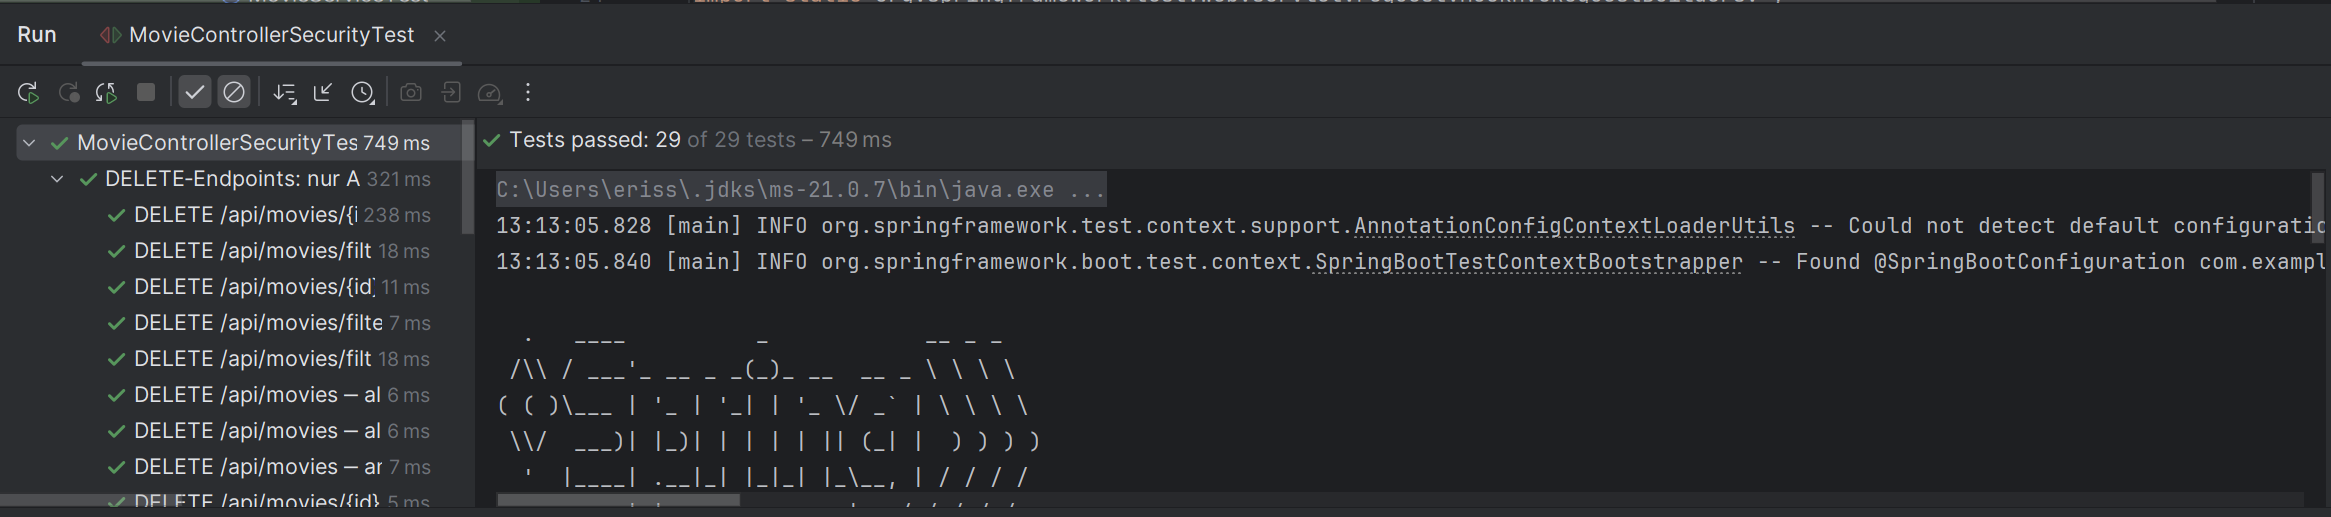 Run
MovieControllerSecurityTest
MovieControllerSecurityTes 749 ms
DELETE-Endpoints: nur A 321 ms
DELETE /api/movies/{i 238 ms
DELETE /api/movies/filt 18 ms
DELETE /api/movies/{id} 11 ms
DELETE /api/movies/filte 7 ms
DELETE /api/movies/filt 18 ms
DELETE /api/movies — al 6 ms
DELETE /api/movies — al 6 ms
DELETE /api/movies — ar 7 ms
DELETE /api/movies/{id} 5 ms
Tests passed: 29 of 29 tests – 749 ms
C:\Users\eriss\.jdks\ms-21.0.7\bin\java.exe ...
13:13:05.828 [main] INFO org.springframework.test.context.support.AnnotationConfigContextLoaderUtils -- Could not detect default configuratio
13:13:05.840 [main] INFO org.springframework.boot.test.context.SpringBootTestContextBootstrapper -- Found @SpringBootConfiguration com.exampl
  .   ____          _            __ _ _
 /\\ / ___'_ __ _ _(_)_ __  __ _ \ \ \ \
( ( )\___ | '_ | '_| | '_ \/ _` | \ \ \ \
 \\/  ___)| |_)| | | | | || (_| |  ) ) ) )
  '  |____| .__|_| |_|_| |_\__, | / / / /